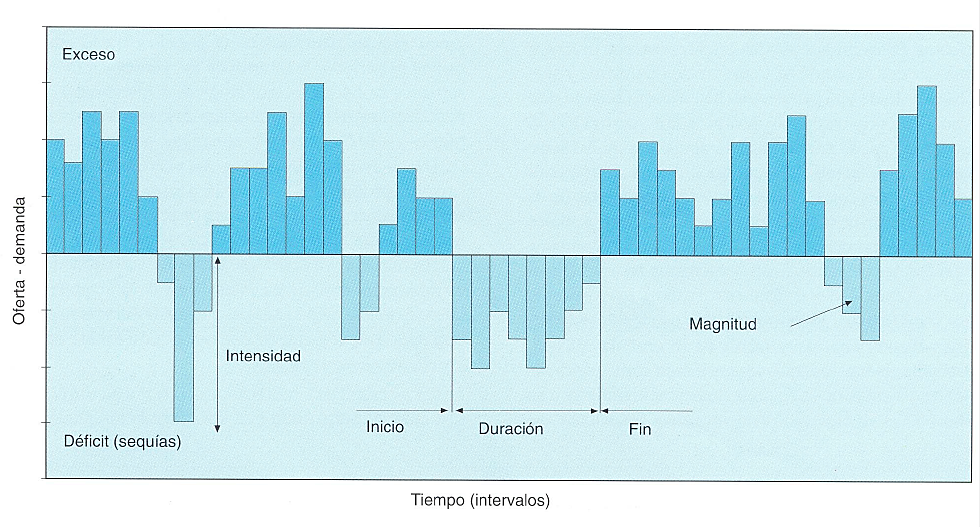 Exceso
Oferta - demanda
Magnitud
Intensidad
Inicio
Duración
Fin
Déficit (sequías)
Tiempo (intervalos)